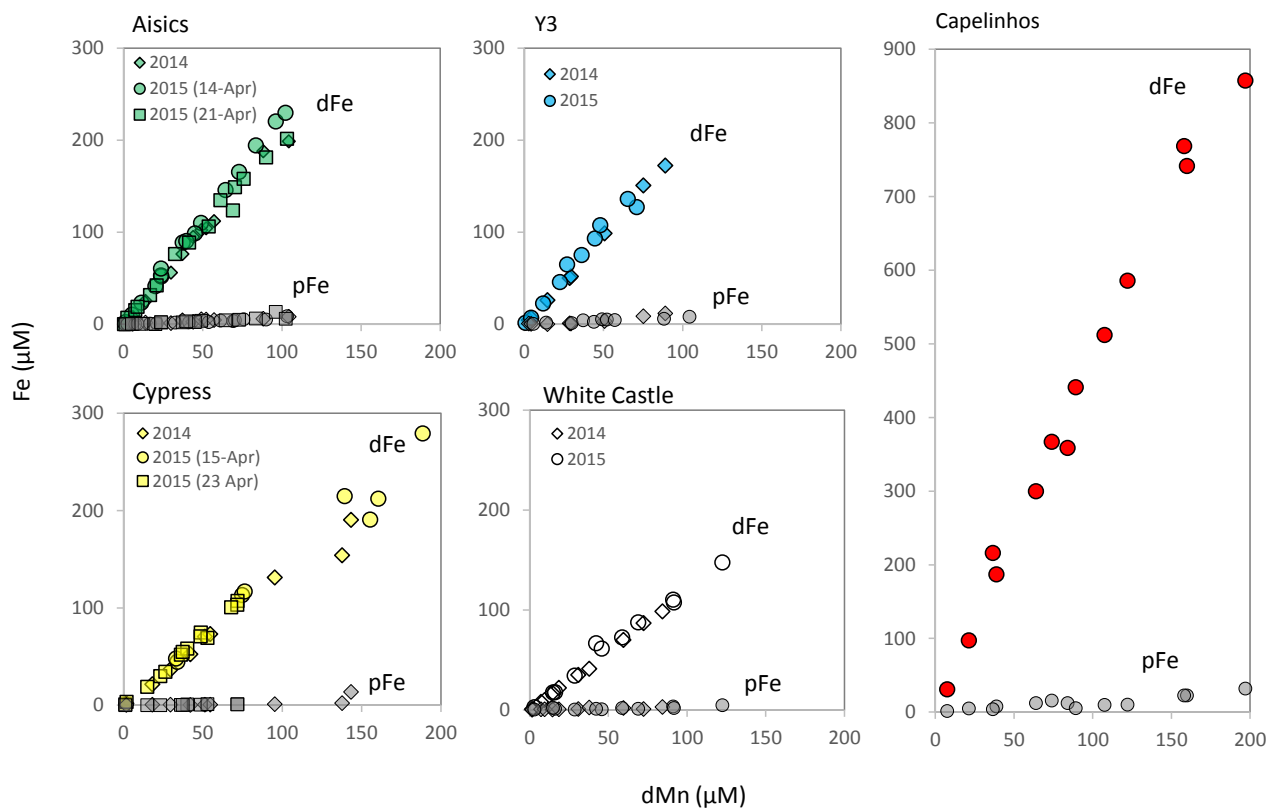 Aisics
300
200
100
0
0 50 100 150 200
2014
2015 (14-Apr)
2015 (21-Apr)
dFe
pFe
Y3
300
200
100
0
0 50 100 150 200
2014
2015
dFe
pFe
Capelinhos
900
800
700
600
500
400
300
200
100
0
0 50 100 150 200
dFe
pFe
Fe (µM)
Cypress
300
200
100
0
0 50 100 150 200
2014
2015 (15-Apr)
2015 (23 Apr)
dFe
pFe
White Castle
300
200
100
0
0 50 100 150 200
2014
2015
dFe
pFe
dMn (µM)